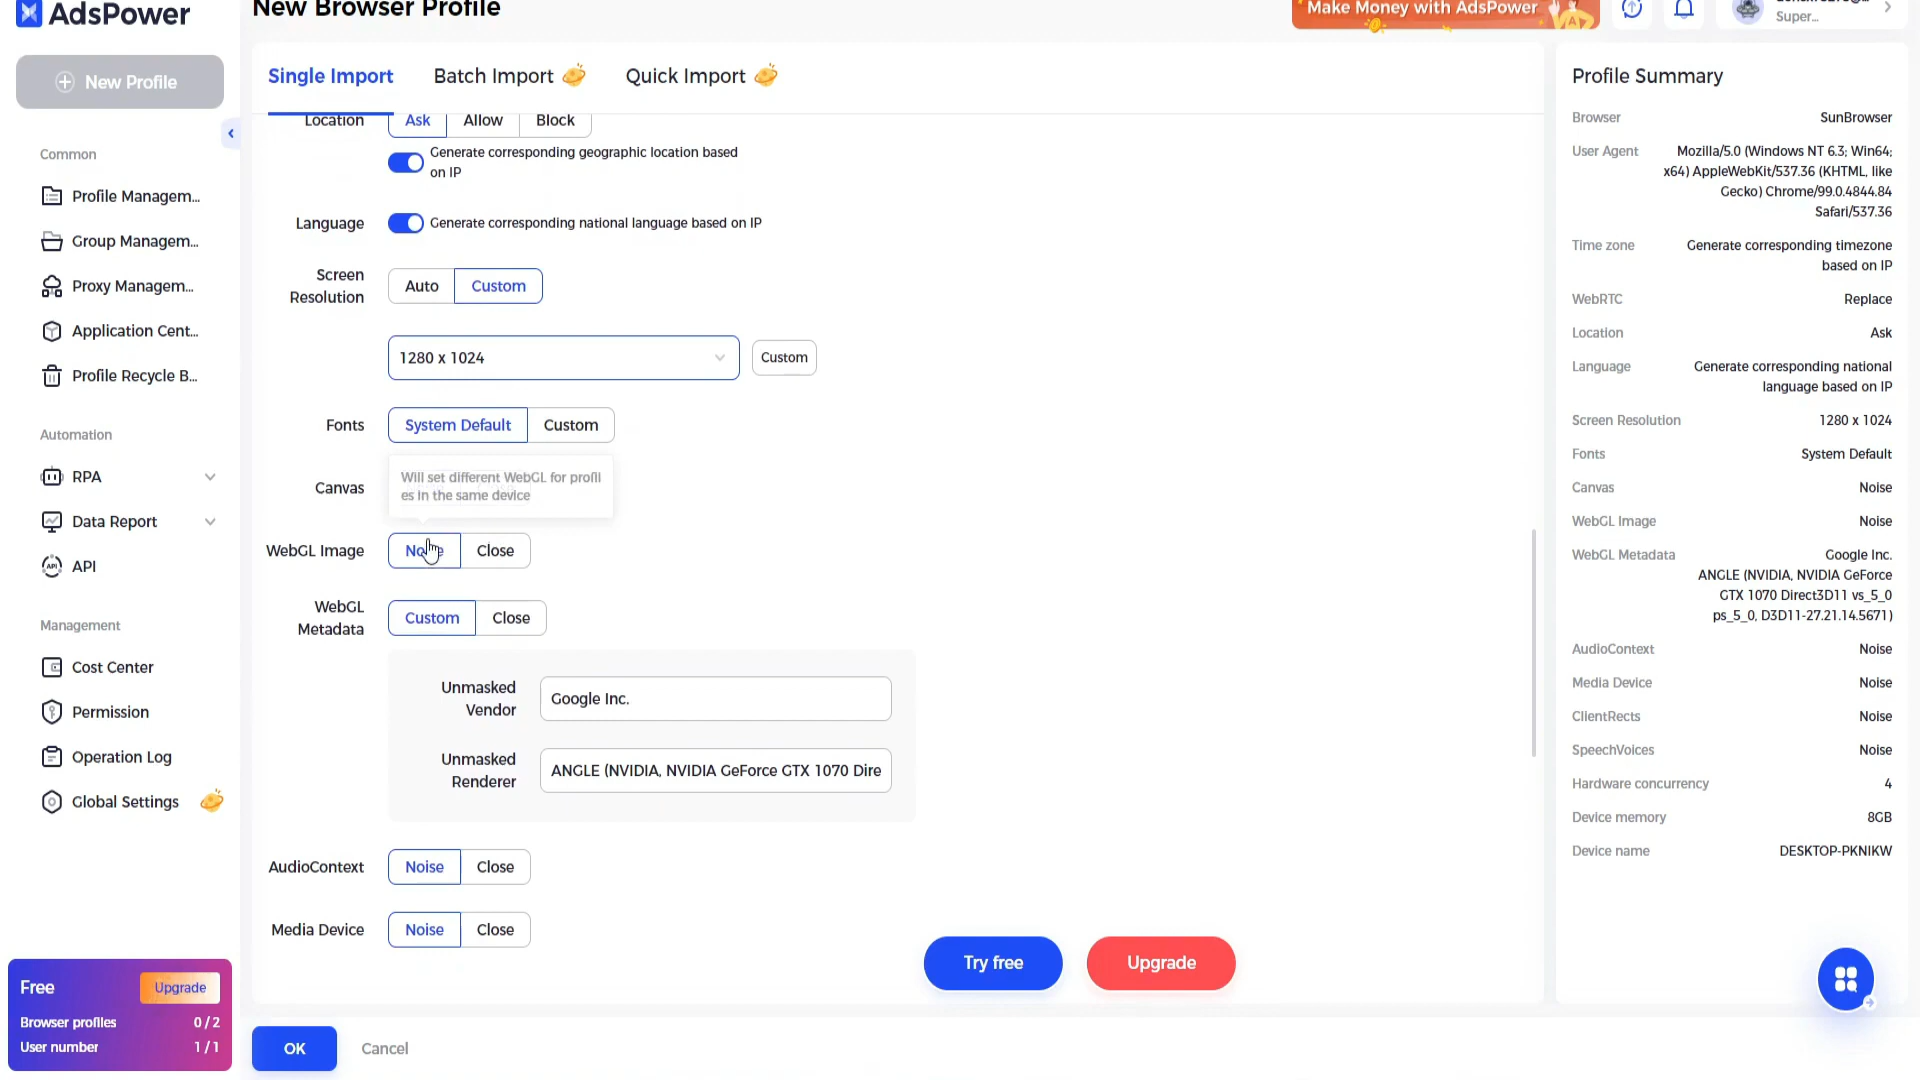 AdsPower
New Browser Profile
Make Money with AdsPower
Super...
New Profile
Common
Profile Managem...
Group Managem...
Proxy Managem...
Application Cent...
Profile Recycle B...
Automation
RPA
Data Report
API
Management
Cost Center
Permission
Operation Log
Global Settings
Free
Upgrade
Browser profiles 0 / 2
User number 1 / 1
Single Import
Batch Import
Quick Import
Location
Ask
Allow
Block
Generate corresponding geographic location based
on IP
Language
Generate corresponding national language based on IP
Screen
Resolution
Auto
Custom
1280 x 1024
Custom
Fonts
System Default
Custom
Will set different WebGL for profil
es in the same device
Canvas
WebGL Image
Close
WebGL
Metadata
Custom
Close
Unmasked
Vendor
Google Inc.
Unmasked
Renderer
ANGLE (NVIDIA, NVIDIA GeForce GTX 1070 Dire
AudioContext
Noise
Close
Media Device
Noise
Close
Try free
Upgrade
OK
Cancel
Profile Summary
Browser SunBrowser
User Agent Mozilla/5.0 (Windows NT 6.3; Win64;
x64) AppleWebKit/537.36 (KHTML, like
Gecko) Chrome/99.0.4844.84
Safari/537.36
Time zone Generate corresponding timezone
based on IP
WebRTC Replace
Location Ask
Language Generate corresponding national
language based on IP
Screen Resolution 1280 x 1024
Fonts System Default
Canvas Noise
WebGL Image Noise
WebGL Metadata Google Inc.
ANGLE (NVIDIA, NVIDIA GeForce
GTX 1070 Direct3D11 vs_5_0
ps_5_0, D3D11-27.21.14.5671)
AudioContext Noise
Media Device Noise
ClientRects Noise
SpeechVoices Noise
Hardware concurrency 4
Device memory 8GB
Device name DESKTOP-PKNIKW